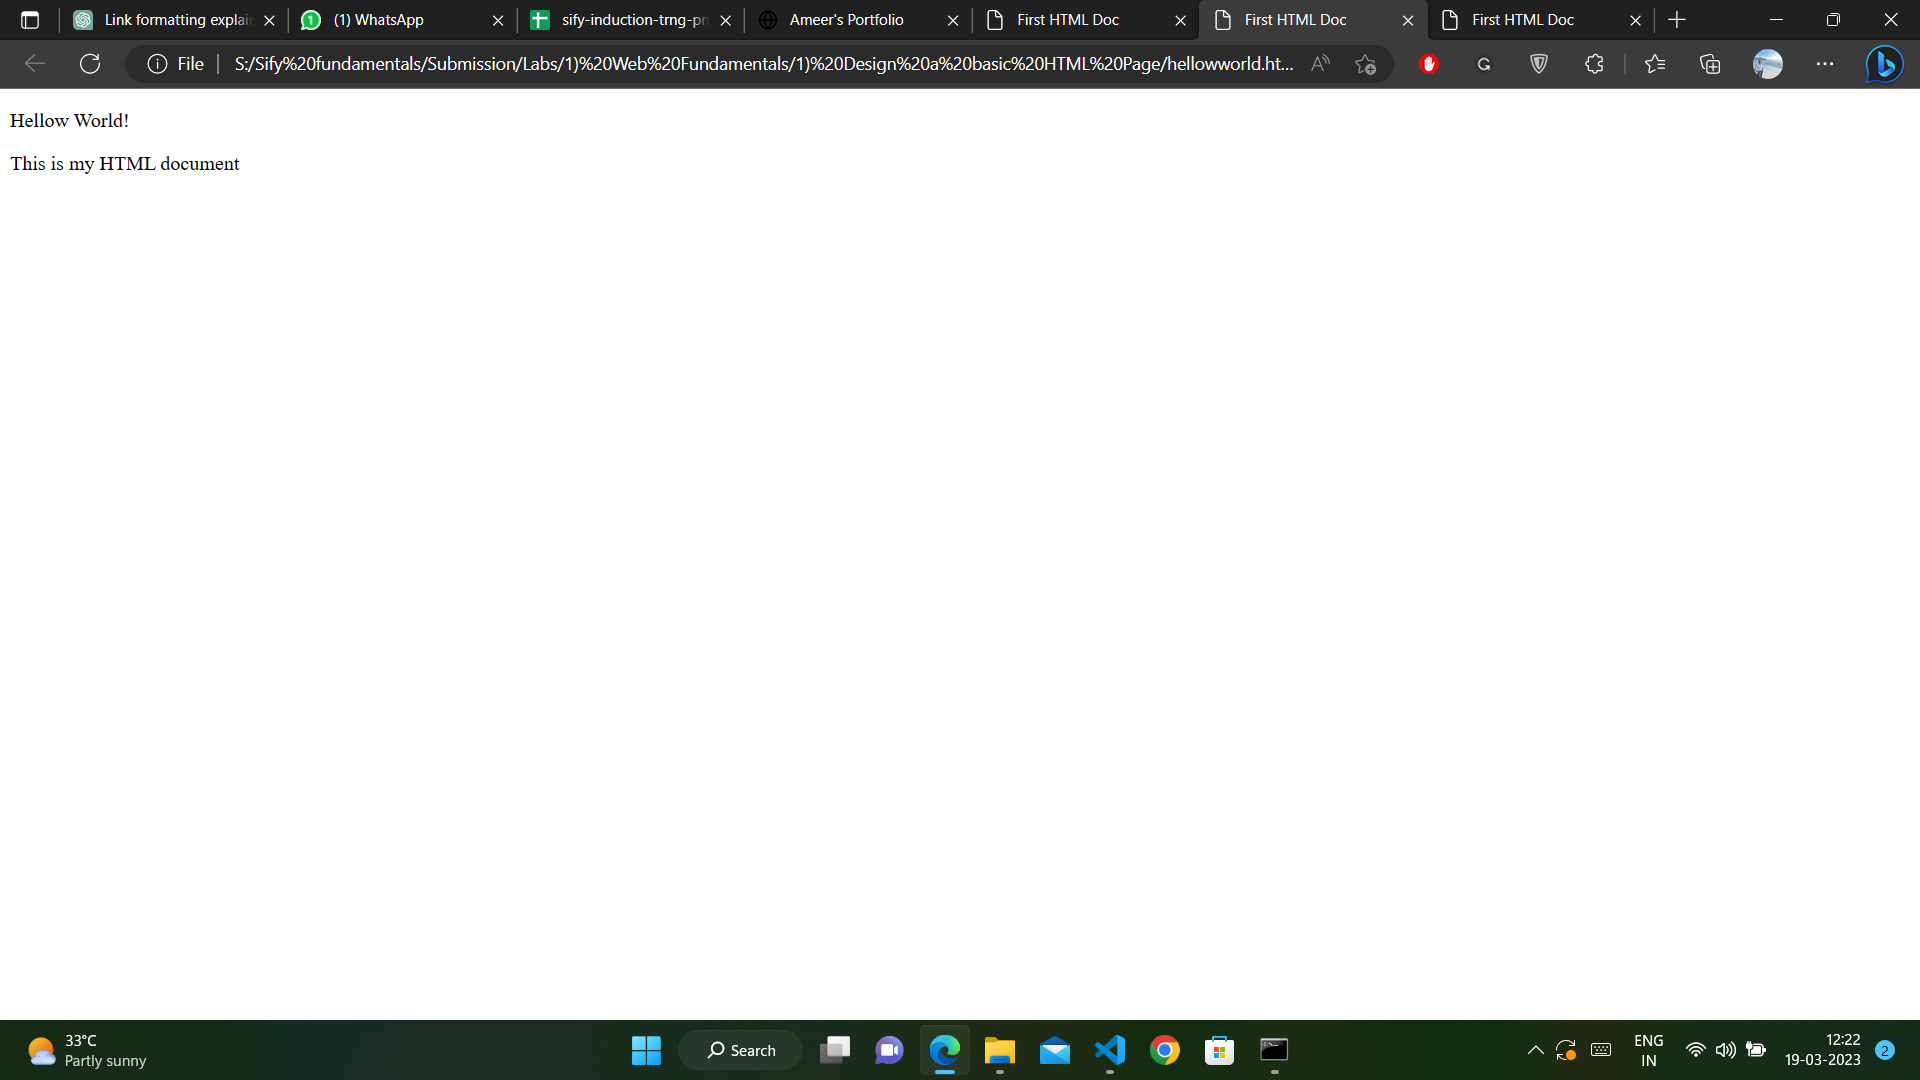 Link formatting explai
(1) WhatsApp
sify-induction-trng-pr
Ameer's Portfolio
First HTML Doc
First HTML Doc
First HTML Doc
File
S:/Sify%20fundamentals/Submission/Labs/1)%20Web%20Fundamentals/1)%20Design%20a%20basic%20HTML%20Page/hellowworld.ht...
Hellow World!
This is my HTML document
33°C
Partly sunny
Search
ENG
IN
12:22
19-03-2023
2